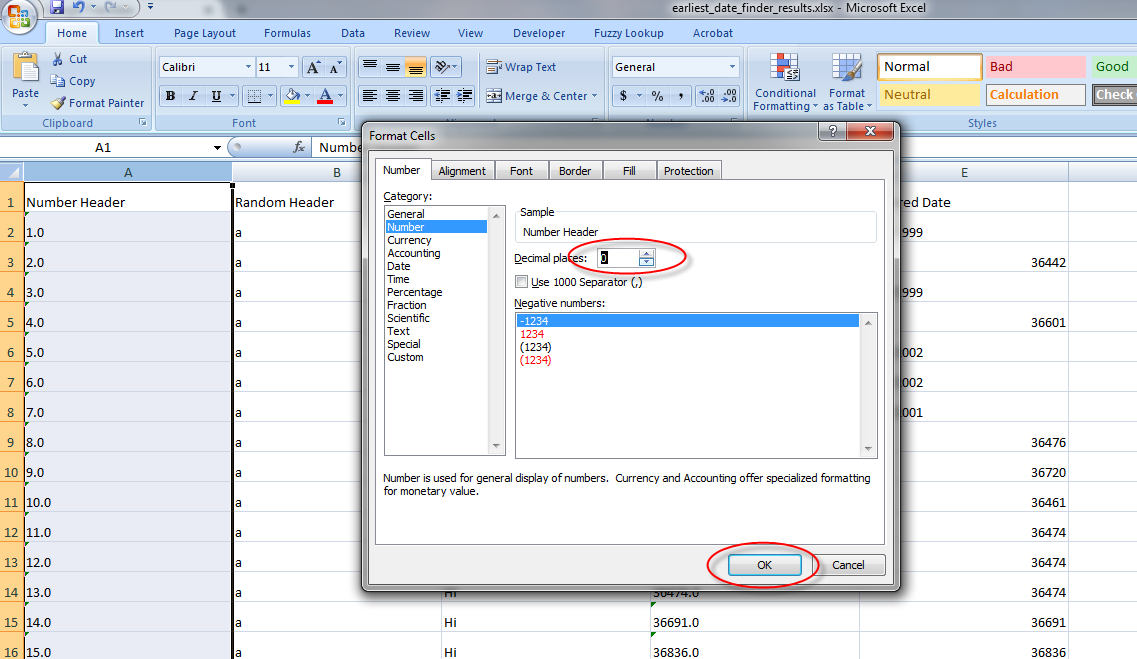 earliest_date_finder_results.xlsx - Microsoft Excel
Home Insert Page Layout Formulas Data Review View Developer Fuzzy Lookup Acrobat
Paste
Cut
Copy
Format Painter
Clipboard
Calibri 11 A A
B I U A
Font
Wrap Text
Merge & Center
General
$ % ,
Conditional Formatting
Format as Table
Normal Bad Good
Neutral Calculation Check
Styles
A1 fx Numbe
A B E
1 Number Header Random Header red Date
2 1.0 a 999
3 2.0 a 36442
4 3.0 a 999
5 4.0 a 36601
6 5.0 a 002
7 6.0 a 002
8 7.0 a 001
9 8.0 a 36476
10 9.0 a 36720
11 10.0 a 36461
12 11.0 a 36474
13 12.0 a 36474
14 13.0 a Hi 36474.0 36474
15 14.0 a Hi 36691.0 36691
16 15.0 a Hi 36836.0 36836
Format Cells
? X
Number Alignment Font Border Fill Protection
Category:
General
Number
Currency
Accounting
Date
Time
Percentage
Fraction
Scientific
Text
Special
Custom
Sample
Number Header
Decimal places: 0
Use 1000 Separator (,)
Negative numbers:
-1234
1234
(1234)
(1234)
Number is used for general display of numbers. Currency and Accounting offer specialized formatting
for monetary value.
OK Cancel